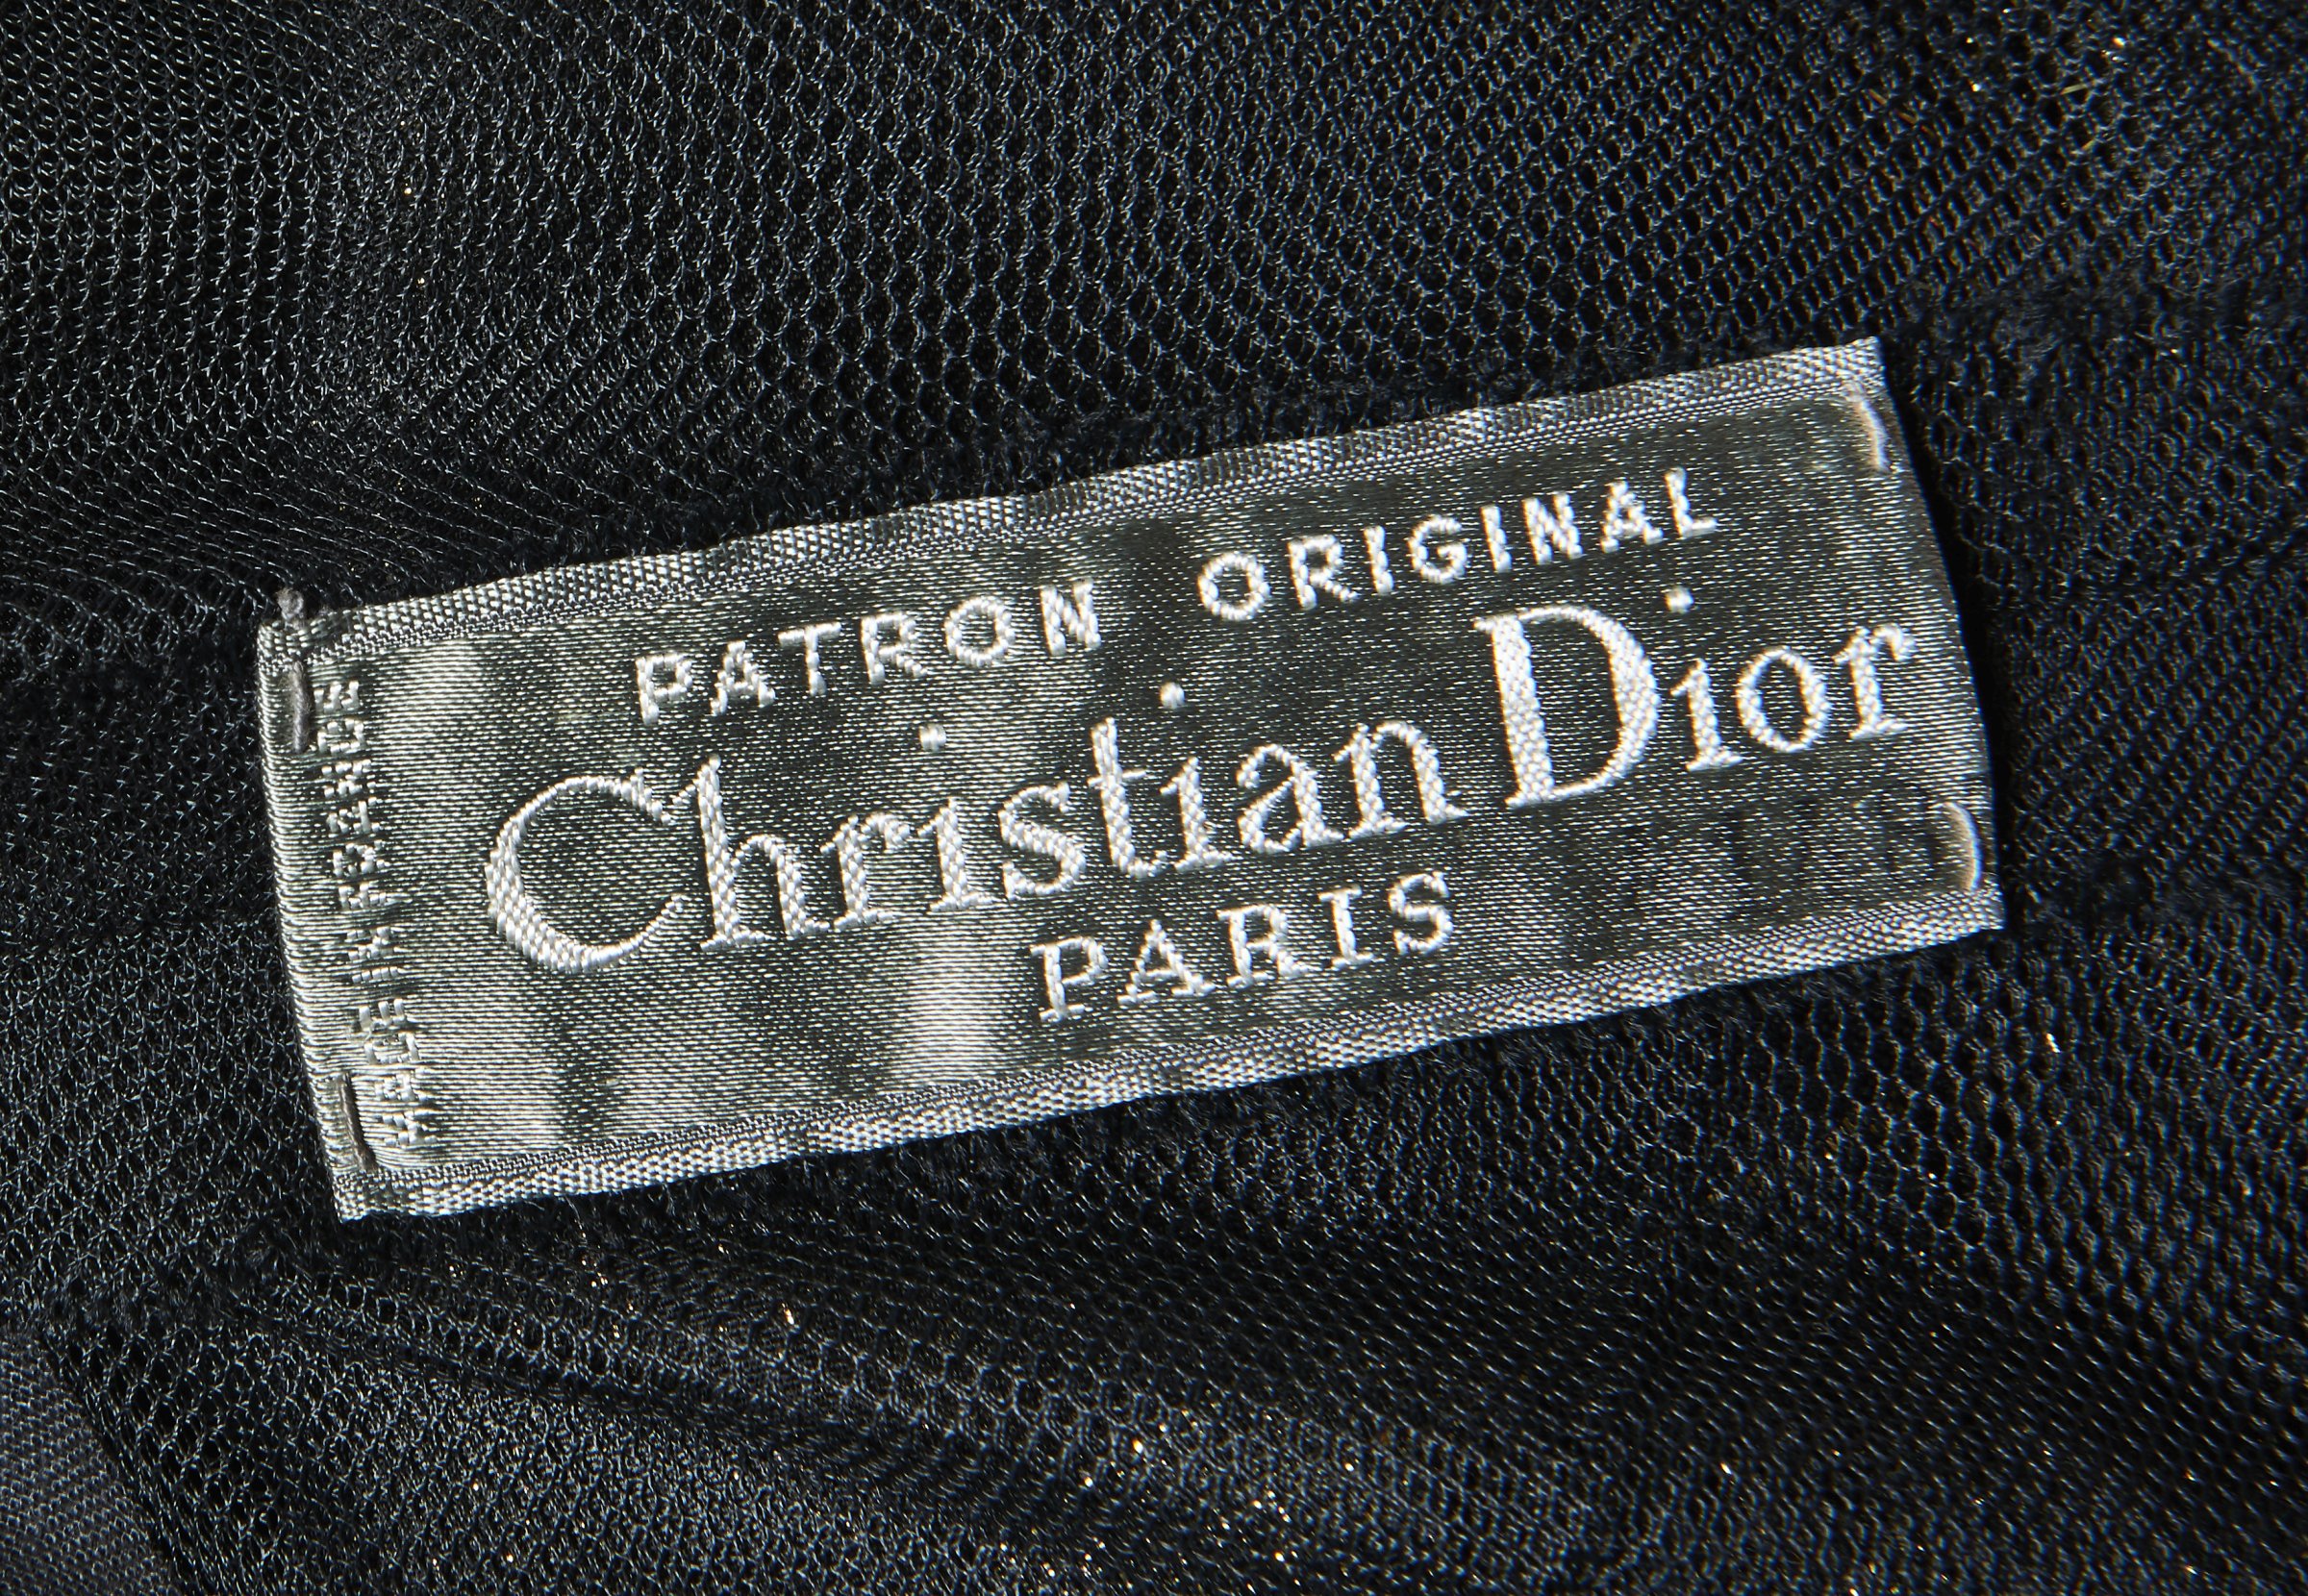 PATRON ORIGINAL
Christian Dior
PARIS
MADE IN FRANCE